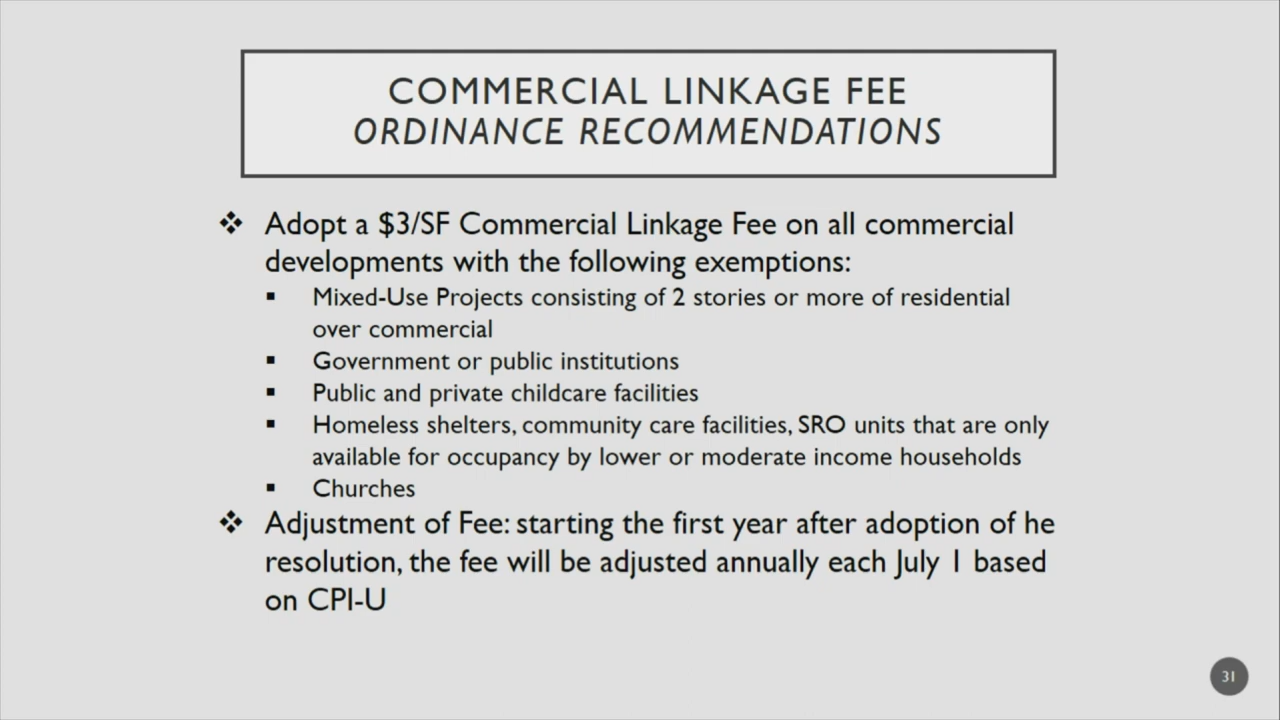 COMMERCIAL LINKAGE FEE
ORDINANCE RECOMMENDATIONS
❖ Adopt a $3/SF Commercial Linkage Fee on all commercial
developments with the following exemptions:
▪ Mixed-Use Projects consisting of 2 stories or more of residential
over commercial
▪ Government or public institutions
▪ Public and private childcare facilities
▪ Homeless shelters, community care facilities, SRO units that are only
available for occupancy by lower or moderate income households
▪ Churches
❖ Adjustment of Fee: starting the first year after adoption of he
resolution, the fee will be adjusted annually each July 1 based
on CPI-U
31